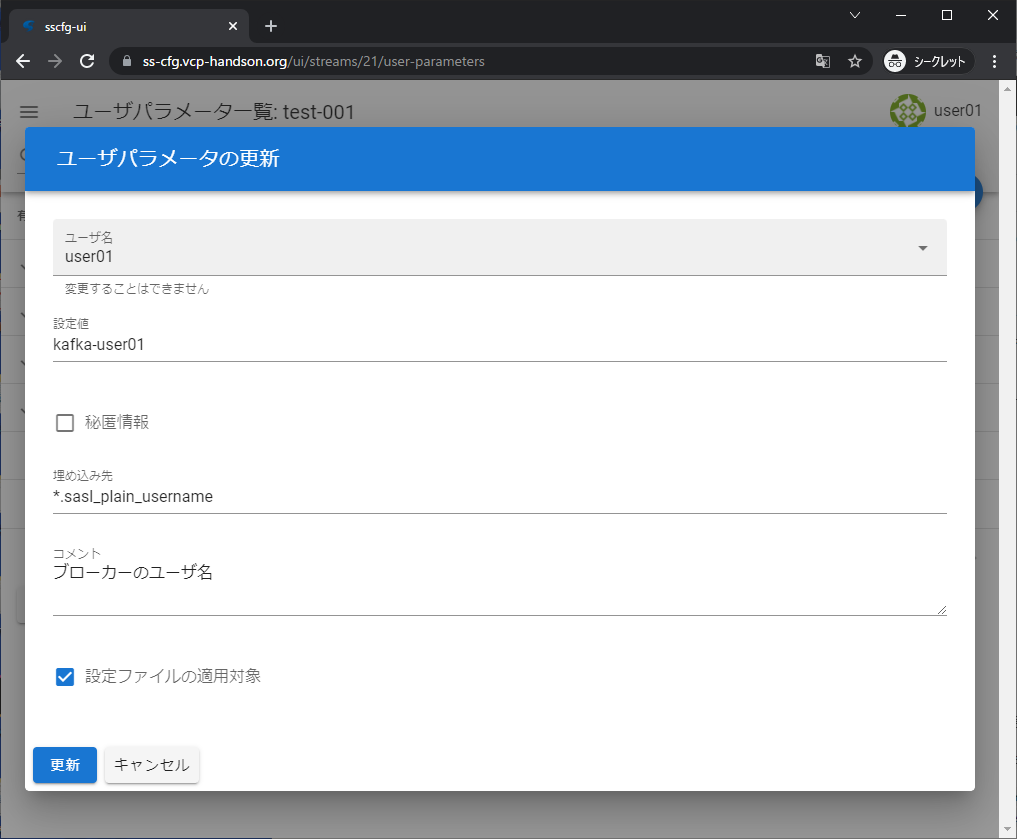 sscfg-ui
ss-cfg.vcp-handson.org/ui/streams/21/user-parameters
シークレット
ユーザパラメータ一覧: test-001
user01
ユーザパラメータの更新
有
ユーザ名
user01
変更することはできません
設定値
kafka-user01
秘匿情報
埋め込み先
*.sasl_plain_username
コメント
ブローカーのユーザ名
設定ファイルの適用対象
更新
キャンセル